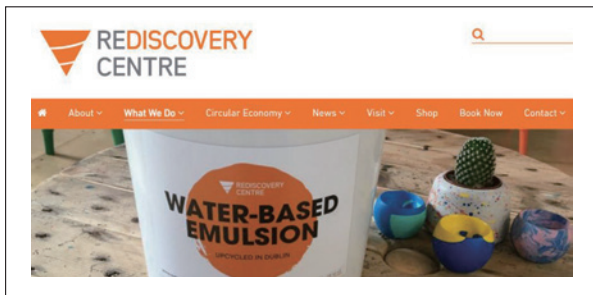 REDISCOVERY
CENTRE
About What We Do Circular Economy News Visit Shop Book Now Contact
REDISCOVERY
CENTRE
WATER-BASED
EMULSION
UPCYCLED IN DUBLIN